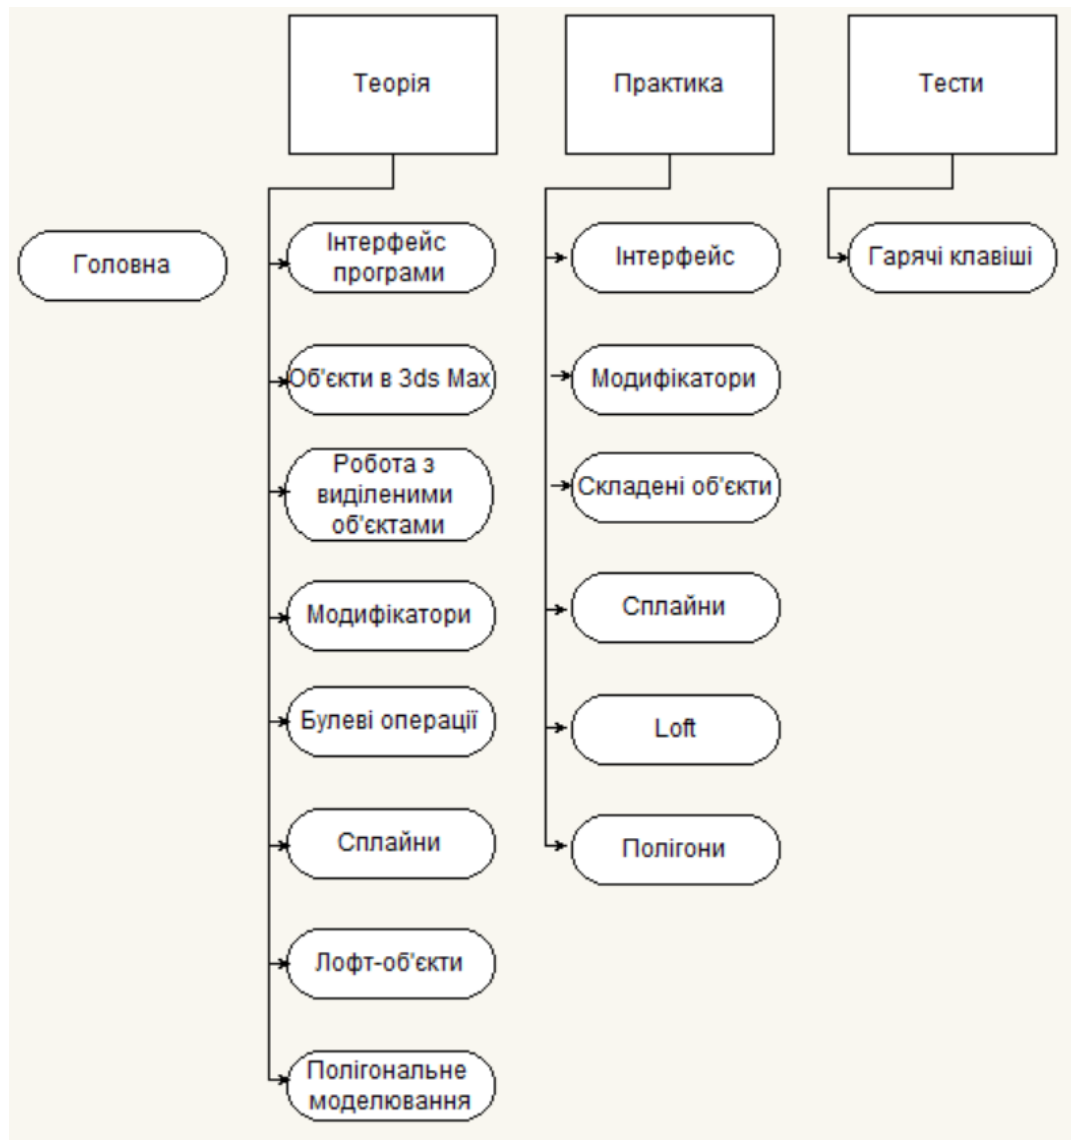 Теорія
Практика
Тести
Головна
Інтерфейс
програми
Об'єкти в 3ds Max
Робота з
виділеними
об'єктами
Модифікатори
Булеві операції
Сплайни
Лофт-об'єкти
Полігональне
моделювання
Інтерфейс
Модифікатори
Складені об'єкти
Сплайни
Loft
Полігони
Гарячі клавіші